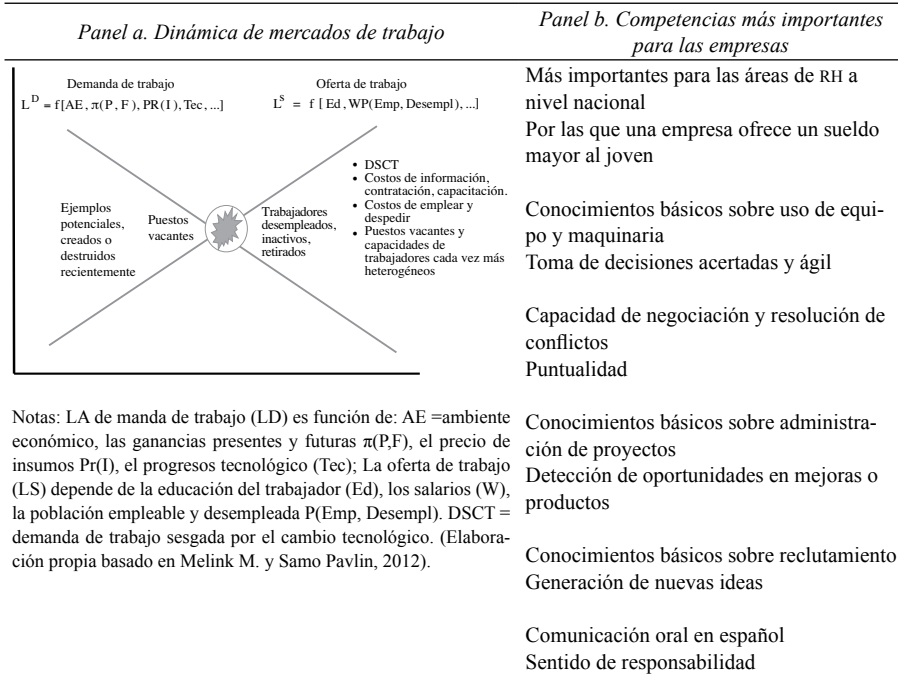 Panel a. Dinámica de mercados de trabajo
Panel b. Competencias más importantes
para las empresas
Demanda de trabajo
L^D = f[AE, π(P, F), PR(I), Tec, ...]
Oferta de trabajo
L^s = f [Ed, WP(Emp, Desempl), ...]
Ejemplos
potenciales,
creados o
destruidos
recientemente
Puestos
vacantes
Trabajadores
desempleados,
inactivos,
retirados
• DSCT
• Costos de información,
contratación, capacitación.
• Costos de emplear y
despedir
• Puestos vacantes y
capacidades de
trabajadores cada vez más
heterogéneos
Notas: LA de manda de trabajo (LD) es función de: AE =ambiente
económico, las ganancias presentes y futuras π(P,F), el precio de
insumos Pr(I), el progresos tecnológico (Tec); La oferta de trabajo
(LS) depende de la educación del trabajador (Ed), los salarios (W),
la población empleable y desempleada P(Emp, Desempl). DSCT =
demanda de trabajo sesgada por el cambio tecnológico. (Elabora-
ción propia basado en Melink M. y Samo Pavlin, 2012).
Más importantes para las áreas de RH a
nivel nacional
Por las que una empresa ofrece un sueldo
mayor al joven
Conocimientos básicos sobre uso de equi-
po y maquinaria
Toma de decisiones acertadas y ágil
Capacidad de negociación y resolución de
conflictos
Puntualidad
Conocimientos básicos sobre administra-
ción de proyectos
Detección de oportunidades en mejoras o
productos
Conocimientos básicos sobre reclutamiento
Generación de nuevas ideas
Comunicación oral en español
Sentido de responsabilidad